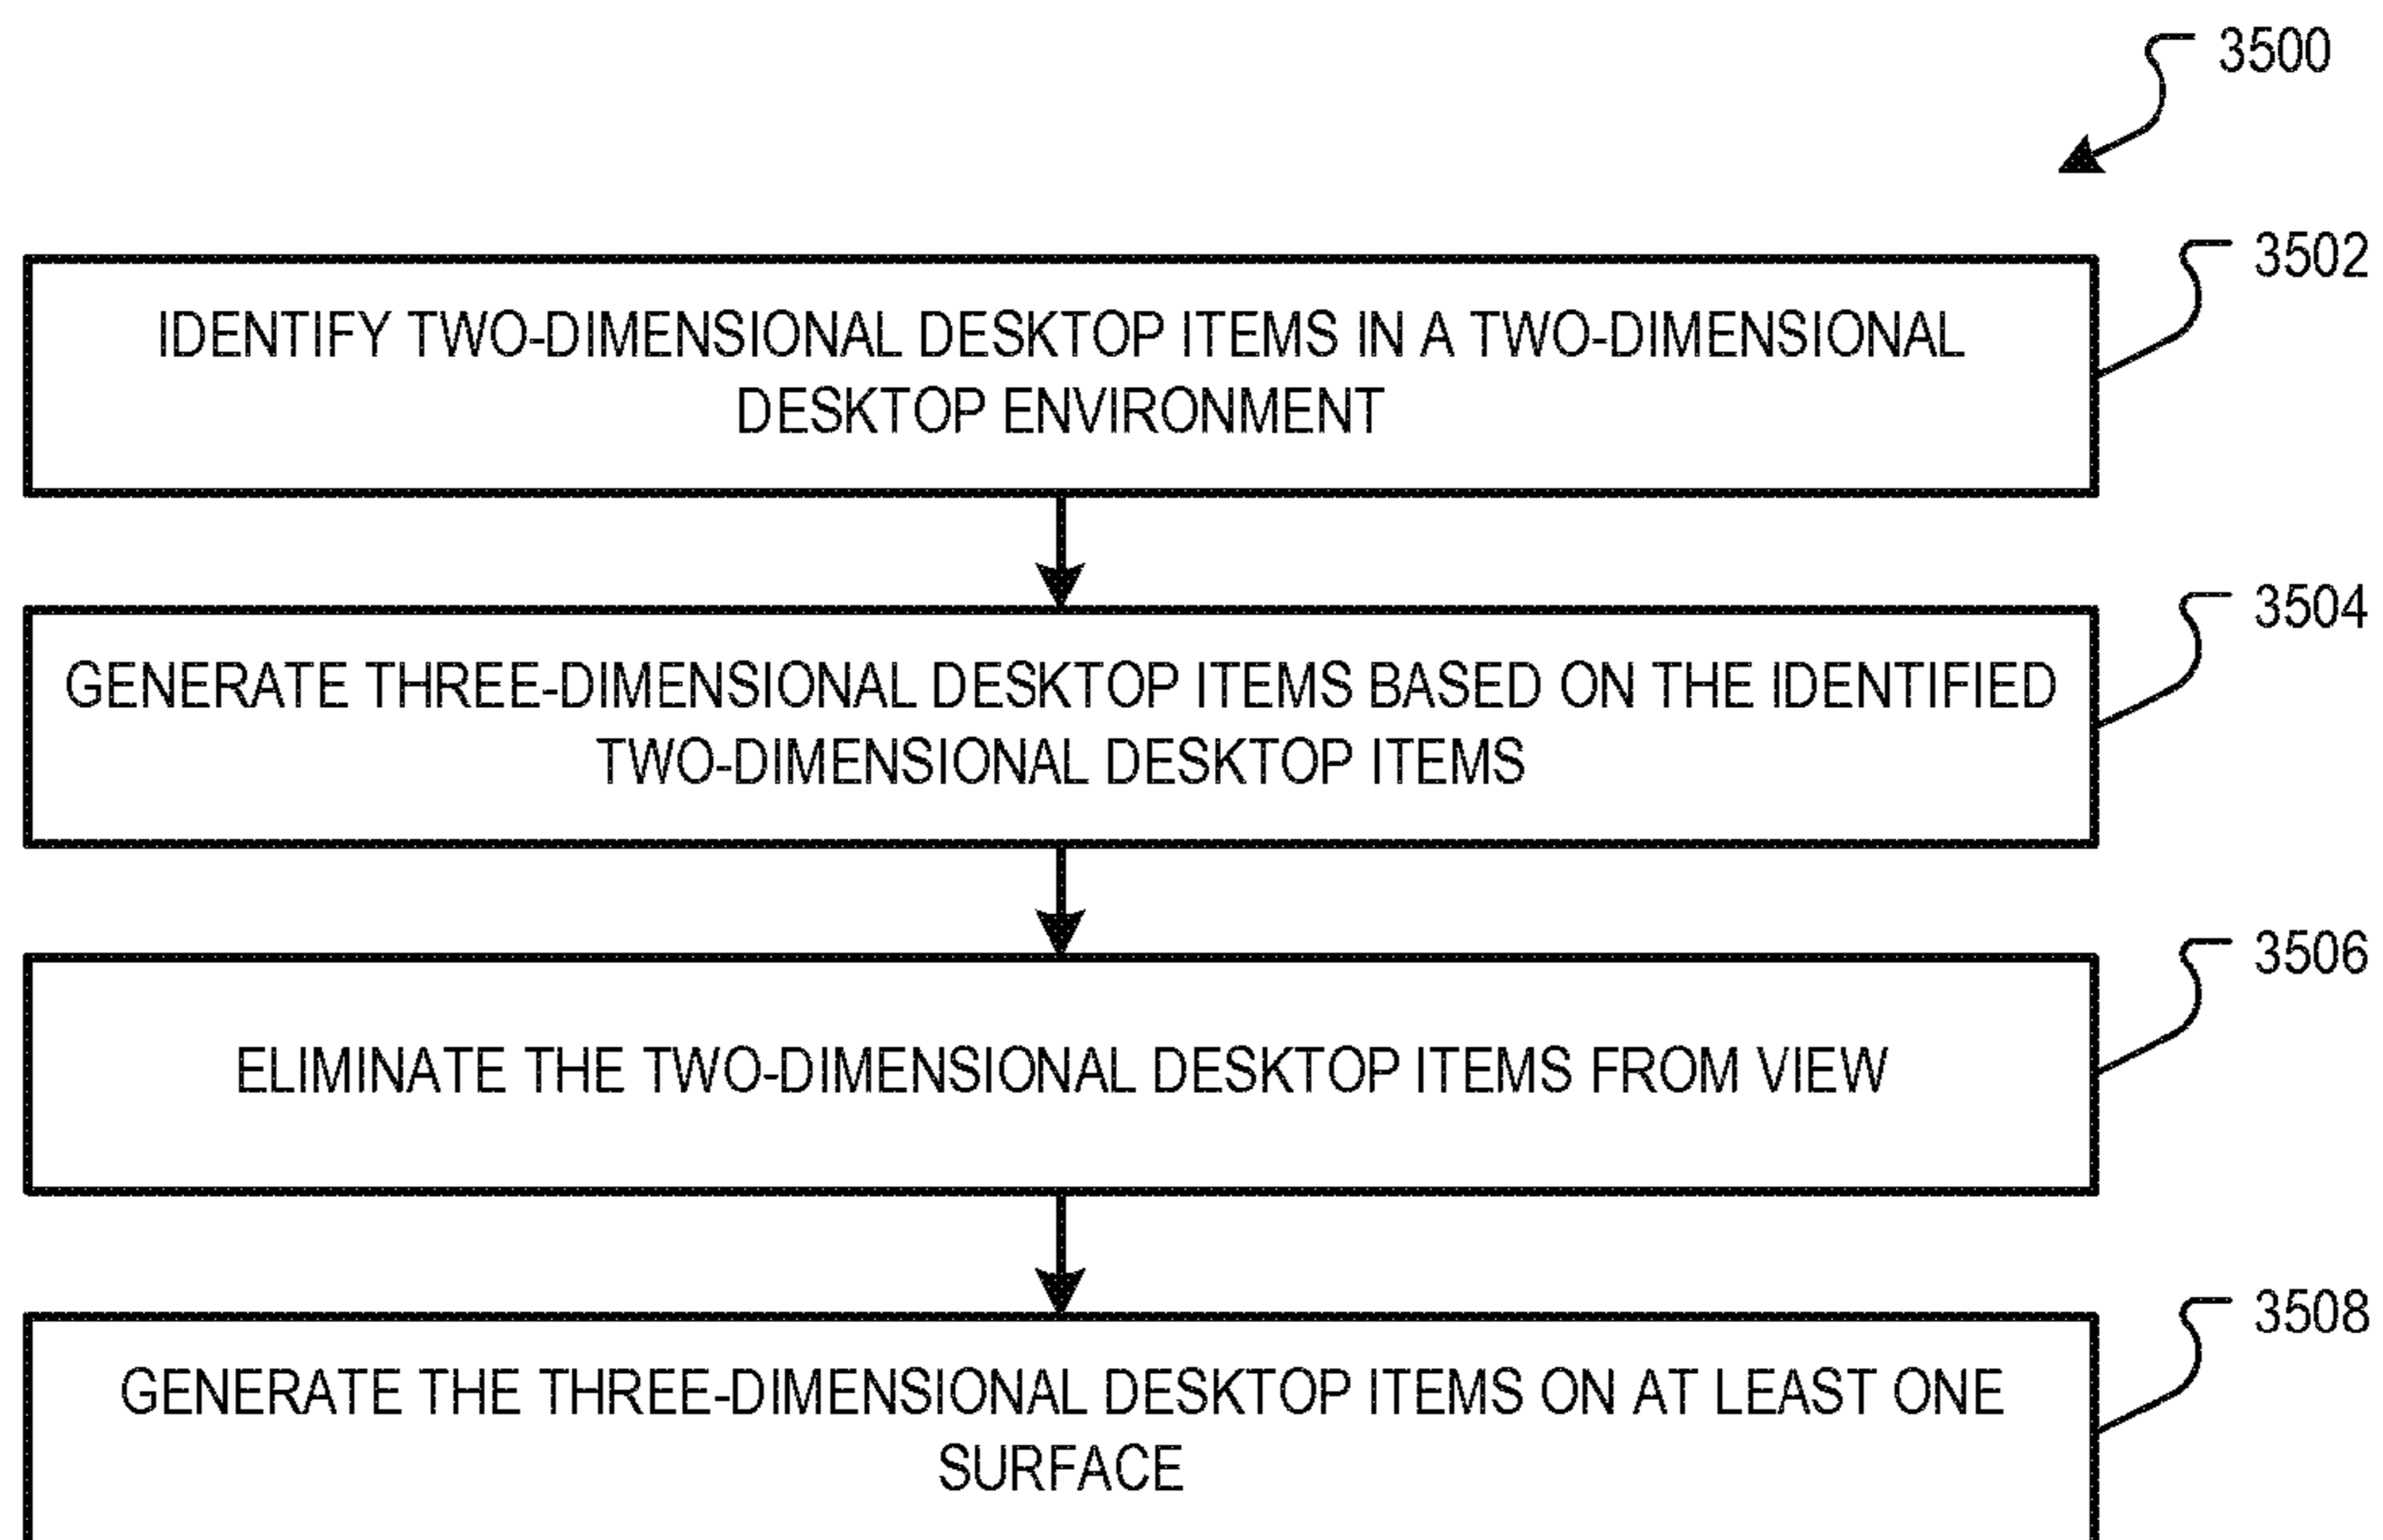 3500
3502
IDENTIFY TWO-DIMENSIONAL DESKTOP ITEMS IN A TWO-DIMENSIONAL
DESKTOP ENVIRONMENT
3504
GENERATE THREE-DIMENSIONAL DESKTOP ITEMS BASED ON THE IDENTIFIED
TWO-DIMENSIONAL DESKTOP ITEMS
3506
ELIMINATE THE TWO-DIMENSIONAL DESKTOP ITEMS FROM VIEW
3508
GENERATE THE THREE-DIMENSIONAL DESKTOP ITEMS ON AT LEAST ONE
SURFACE